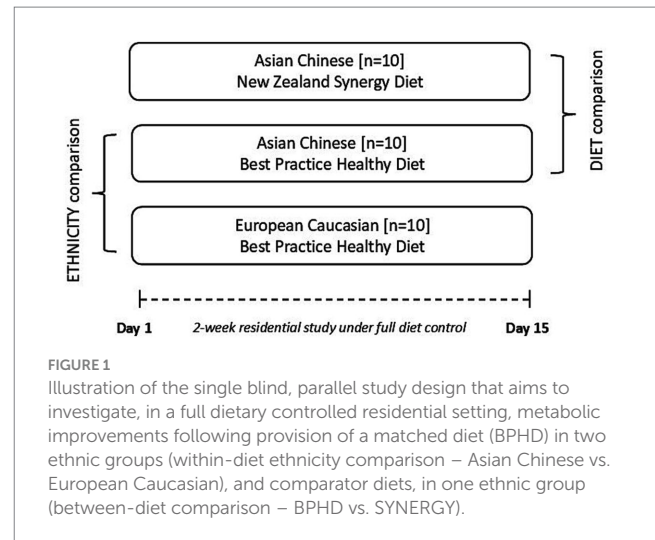 Asian Chinese [n=10]
New Zealand Synergy Diet
DIET comparison
Asian Chinese [n=10]
Best Practice Healthy Diet
ETHNICITY comparison
European Caucasian [n=10]
Best Practice Healthy Diet
Day 1 2-week residential study under full diet control Day 15
FIGURE 1
Illustration of the single blind, parallel study design that aims to
investigate, in a full dietary controlled residential setting, metabolic
improvements following provision of a matched diet (BPHD) in two
ethnic groups (within-diet ethnicity comparison – Asian Chinese vs.
European Caucasian), and comparator diets, in one ethnic group
(between-diet comparison – BPHD vs. SYNERGY).